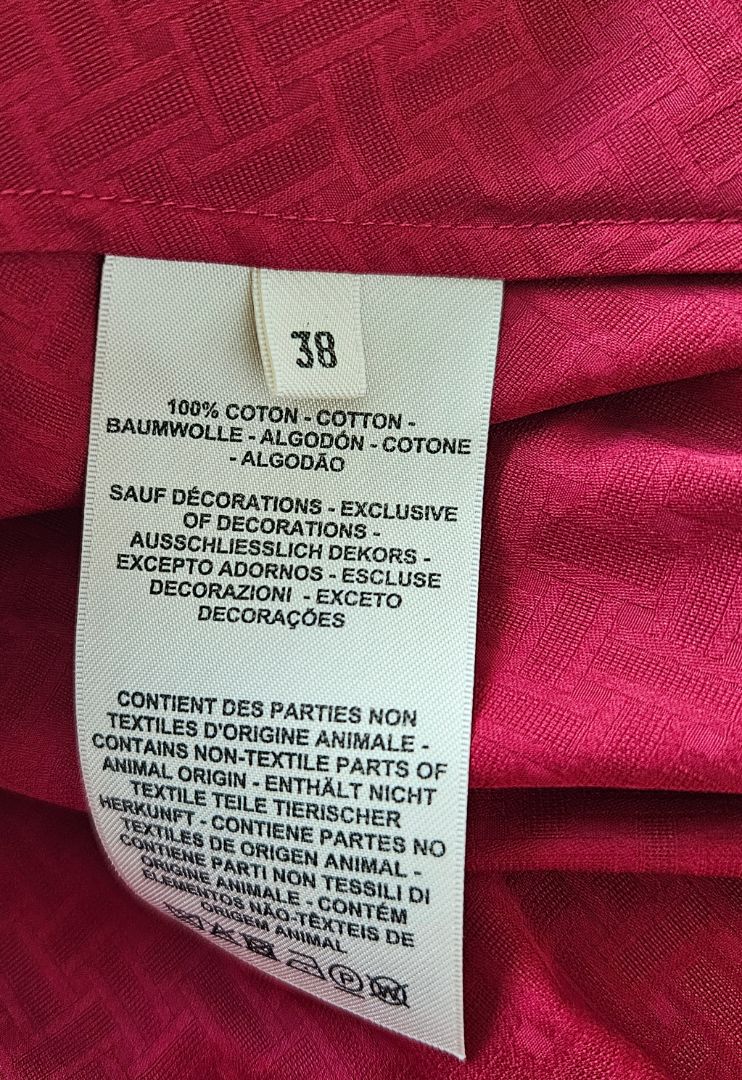 38
100% COTON - COTTON -
BAUMWOLLE - ALGODÓN - COTONE
- ALGODÃO
SAUF DÉCORATIONS - EXCLUSIVE
OF DECORATIONS -
AUSSCHLIESSLICH DEKORS -
EXCEPTO ADORNOS - ESCLUSE
DECORAZIONI - EXCETO
DECORAÇÕES
CONTIENT DES PARTIES NON
TEXTILES D'ORIGINE ANIMALE -
CONTAINS NON-TEXTILE PARTS OF
ANIMAL ORIGIN - ENTHÄLT NICHT
TEXTILE TEILE TIERISCHER
HERKUNFT - CONTIENE PARTES NO
TEXTILES DE ORIGEN ANIMAL -
CONTIENE PARTI NON TESSILI DI
ORIGINE ANIMALE - CONTÉM
ELEMENTOS NÃO-TÊXTEIS DE
ORIGEM ANIMAL
P W